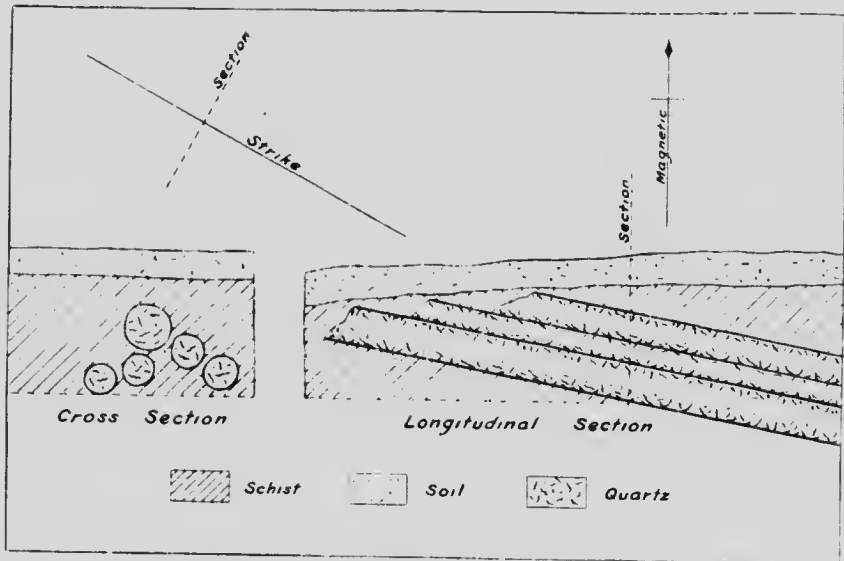 Section
Strike
Magnetic
Section
Cross Section
Longitudinal Section
Schist
Soil
Quartz